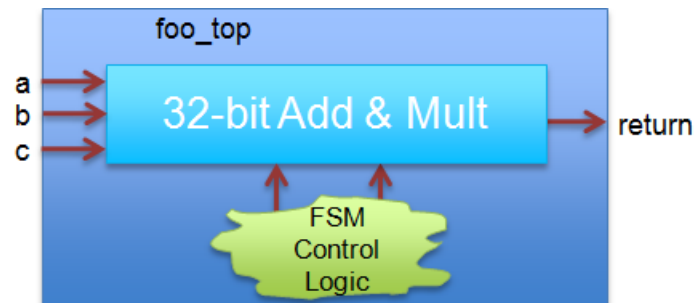 foo_top
a
b
c
32-bit Add & Mult
return
FSM
Control
Logic